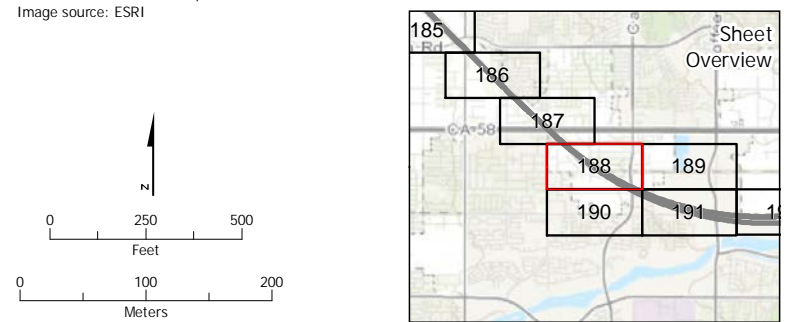 Image source: ESRI
N
0 250 500
Feet
0 100 200
Meters
Sheet
Overview
185
Rd
186
187
CA-58
188
189
190
191